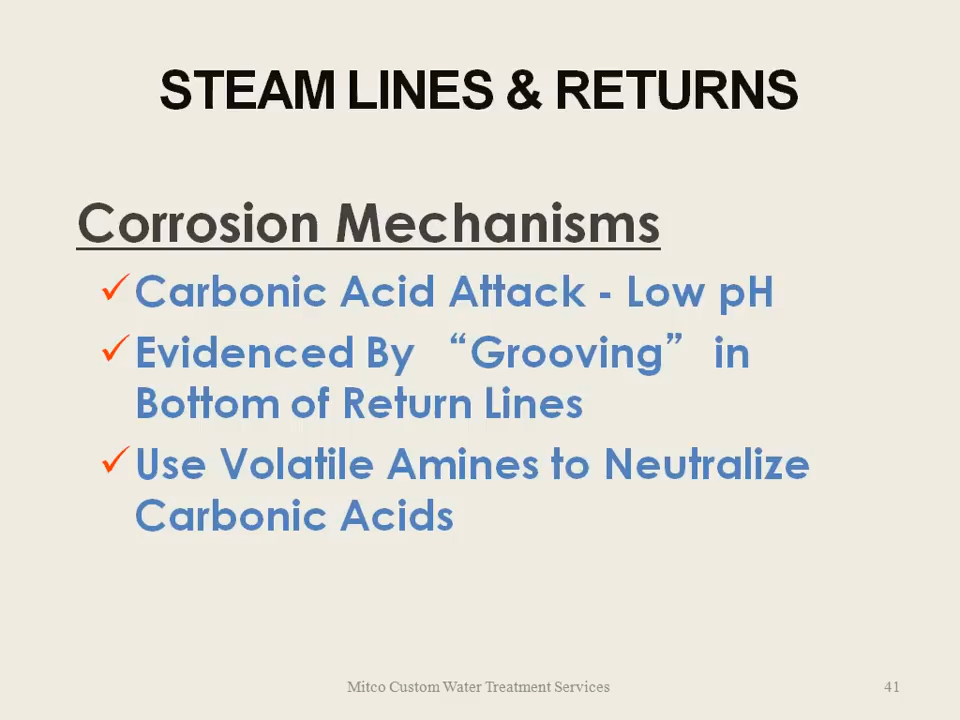 STEAM LINES & RETURNS
Corrosion Mechanisms
✓Carbonic Acid Attack - Low pH
✓Evidenced By “Grooving” in
Bottom of Return Lines
✓Use Volatile Amines to Neutralize
Carbonic Acids
Mitco Custom Water Treatment Services
41